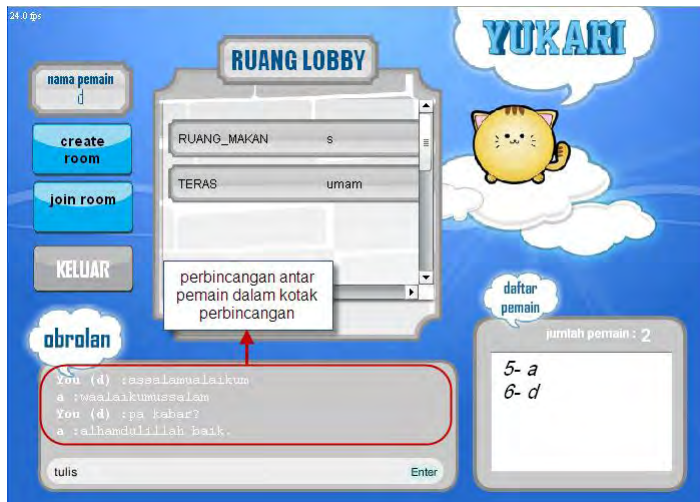 24.0 fps
YUKARI
RUANG LOBBY
nama pemain
d
create
room
join room
KELUAR
RUANG_MAKAN s
TERAS umam
perbincangan antar
pemain dalam kotak
perbincangan
obrolan
You (d) :assalamualaikum
a :waalaikumussalam
You (d) :pa kabar?
a :alhamdulillah baik.
tulis Enter
daftar
pemain
jumlah pemain : 2
5- a
6- d